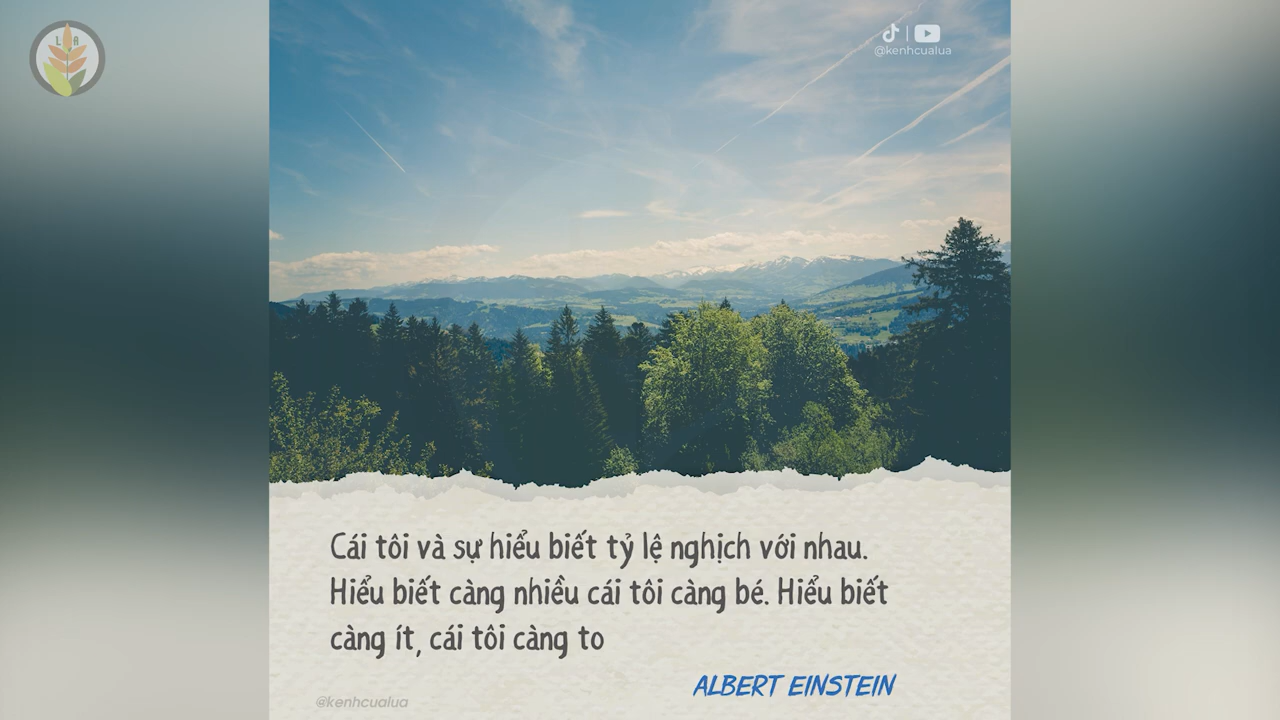 L A
@kenhcualua
Cái tôi và sự hiểu biết tỷ lệ nghịch với nhau.
Hiểu biết càng nhiều cái tôi càng bé. Hiểu biết
càng ít, cái tôi càng to
ALBERT EINSTEIN
@kenhcualua